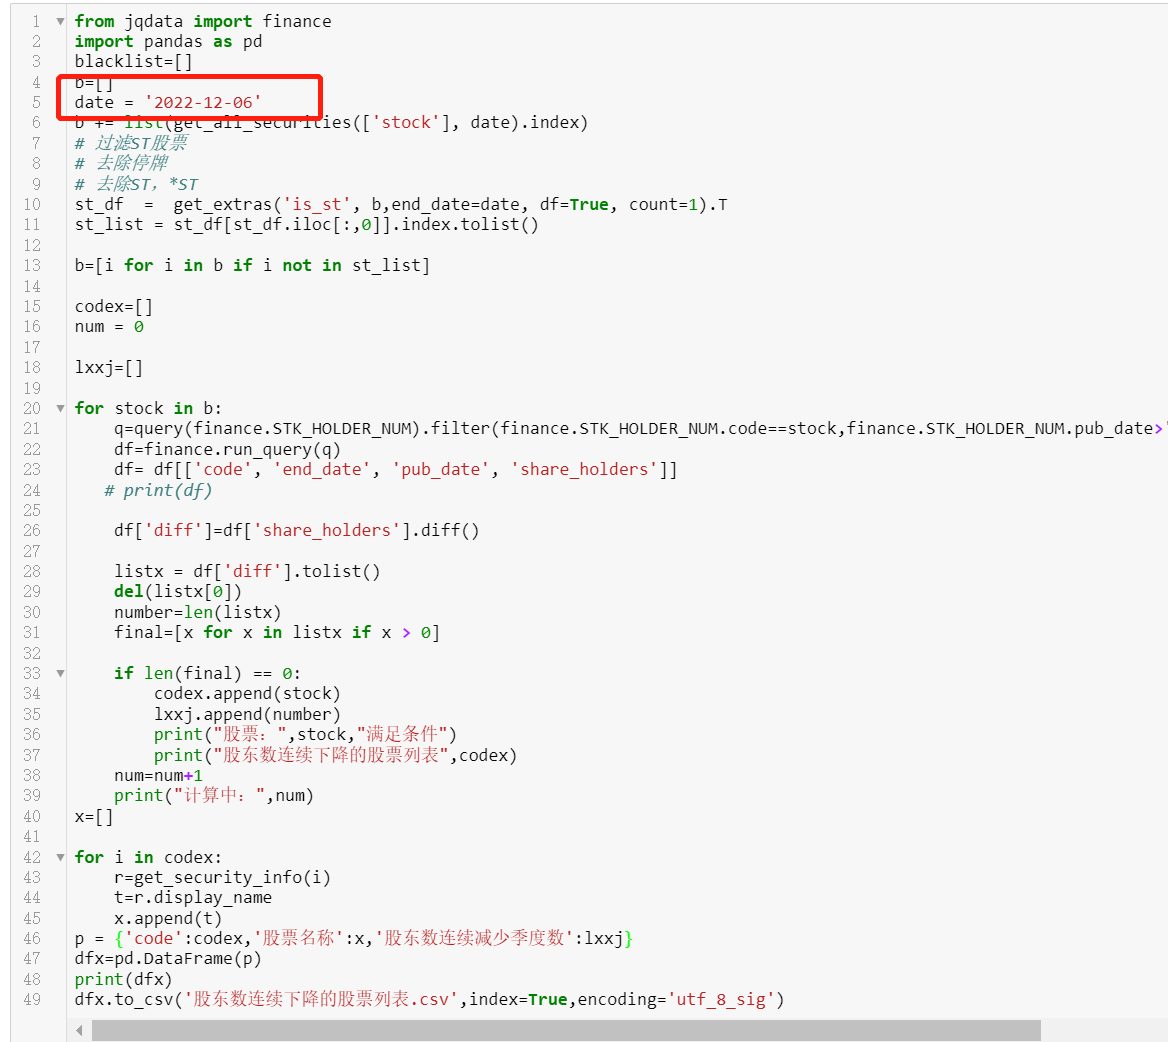 1 from jqdata import finance
2 import pandas as pd
3 blacklist=[]
4 b=[]
5 date = '2022-12-06'
6 b += list(get_all_securities(['stock'], date).index)
7 # 过滤ST股票
8 # 去除停牌
9 # 去除ST，*ST
10 st_df  =  get_extras('is_st', b,end_date=date, df=True, count=1).T
11 st_list = st_df[st_df.iloc[:,0]].index.tolist()
12
13 b=[i for i in b if i not in st_list]
14
15 codex=[]
16 num = 0
17
18 lxxj=[]
19
20 for stock in b:
21     q=query(finance.STK_HOLDER_NUM).filter(finance.STK_HOLDER_NUM.code==stock,finance.STK_HOLDER_NUM.pub_date>'
22     df=finance.run_query(q)
23     df= df[['code', 'end_date', 'pub_date', 'share_holders']]
24    # print(df)
25
26     df['diff']=df['share_holders'].diff()
27
28     listx = df['diff'].tolist()
29     del(listx[0])
30     number=len(listx)
31     final=[x for x in listx if x > 0]
32
33     if len(final) == 0:
34         codex.append(stock)
35         lxxj.append(number)
36         print("股票：",stock,"满足条件")
37         print("股东数连续下降的股票列表",codex)
38     num=num+1
39     print("计算中：",num)
40 x=[]
41
42 for i in codex:
43     r=get_security_info(i)
44     t=r.display_name
45     x.append(t)
46 p = {'code':codex,'股票名称':x,'股东数连续减少季度数':lxxj}
47 dfx=pd.DataFrame(p)
48 print(dfx)
49 dfx.to_csv('股东数连续下降的股票列表.csv',index=True,encoding='utf_8_sig')